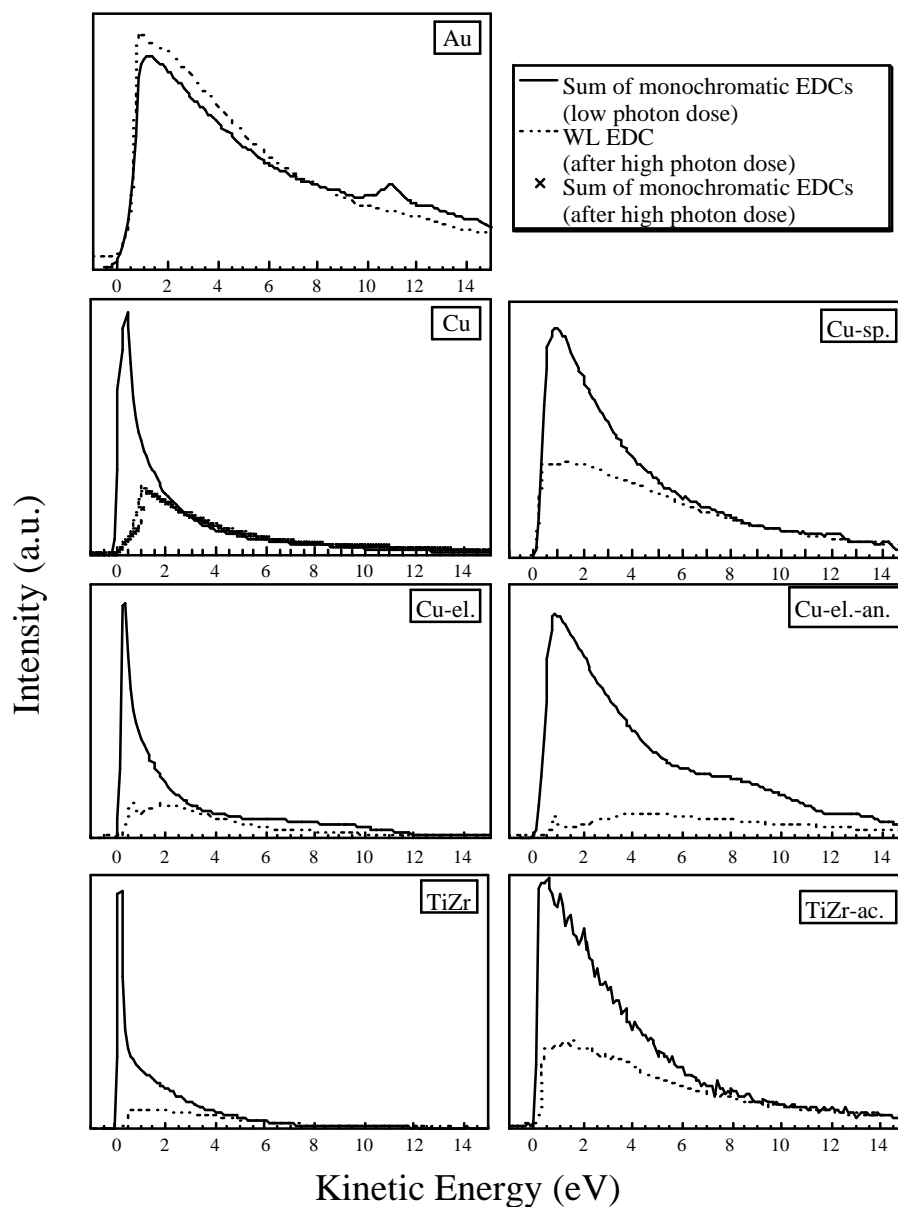 Au
Sum of monochromatic EDCs
(low photon dose)
WL EDC
(after high photon dose)
× Sum of monochromatic EDCs
(after high photon dose)
0 2 4 6 8 10 12 14
Cu
Cu-sp.
0 2 4 6 8 10 12 14
0 2 4 6 8 10 12 14
Intensity (a.u.)
Cu-el.
Cu-el.-an.
0 2 4 6 8 10 12 14
0 2 4 6 8 10 12 14
TiZr
TiZr-ac.
0 2 4 6 8 10 12 14
0 2 4 6 8 10 12 14
Kinetic Energy (eV)